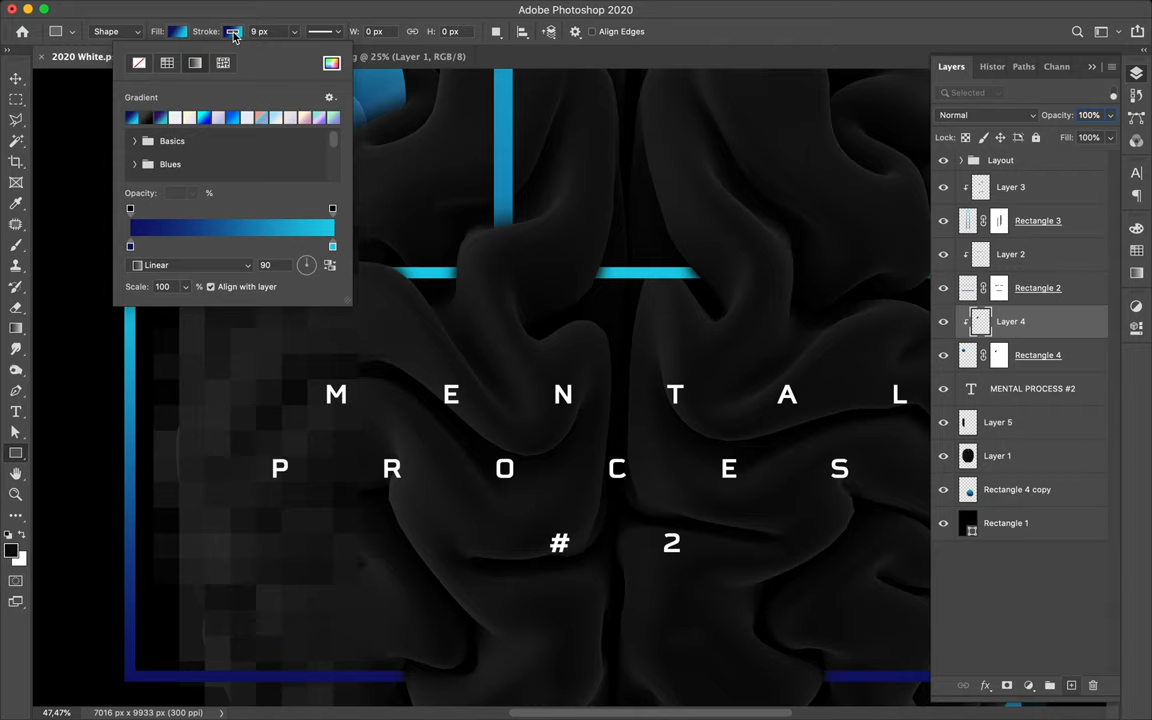 Adobe Photoshop 2020
Shape Fill: Stroke: 9 px W: 0 px H: 0 px Align Edges
2020 White.p
g @ 25% (Layer 1, RGB/8)
Gradient
Basics
Blues
Opacity: %
Linear 90
Scale: 100 % Align with layer
Layers Histor Paths Chann
Selected
Normal Opacity: 100%
Lock: Fill: 100%
Layout
Layer 3
Rectangle 3
Layer 2
Rectangle 2
Layer 4
Rectangle 4
MENTAL PROCESS #2
Layer 5
Layer 1
Rectangle 4 copy
Rectangle 1
M E N T A L
P R O C E S
# 2
47,47% 7016 px x 9933 px (300 ppi)